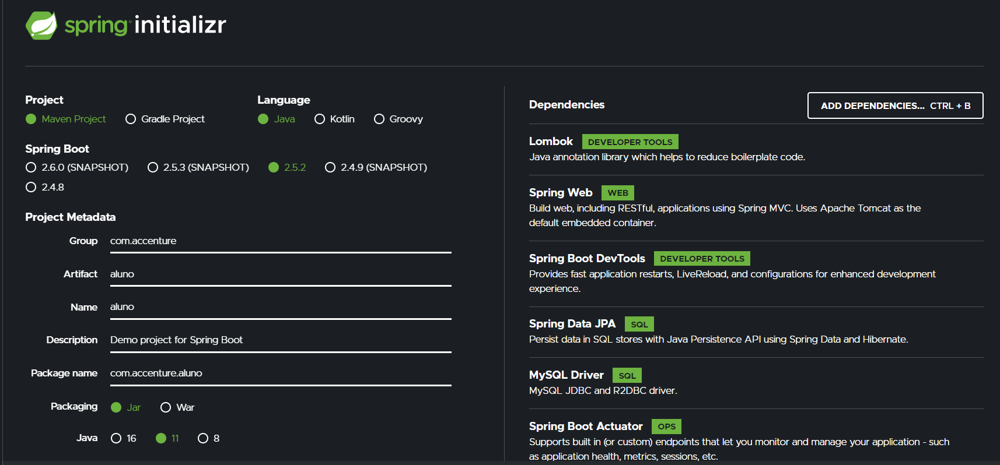 spring initializr
Project
Maven Project Gradle Project
Language
Java Kotlin Groovy
Spring Boot
2.6.0 (SNAPSHOT) 2.5.3 (SNAPSHOT) 2.5.2 2.4.9 (SNAPSHOT)
2.4.8
Project Metadata
Group com.accenture
Artifact aluno
Name aluno
Description Demo project for Spring Boot
Package name com.accenture.aluno
Packaging Jar War
Java 16 11 8
Dependencies
ADD DEPENDENCIES... CTRL + B
Lombok DEVELOPER TOOLS
Java annotation library which helps to reduce boilerplate code.
Spring Web WEB
Build web, including RESTful, applications using Spring MVC. Uses Apache Tomcat as the
default embedded container.
Spring Boot DevTools DEVELOPER TOOLS
Provides fast application restarts, LiveReload, and configurations for enhanced development
experience.
Spring Data JPA SQL
Persist data in SQL stores with Java Persistence API using Spring Data and Hibernate.
MySQL Driver SQL
MySQL JDBC and R2DBC driver.
Spring Boot Actuator OPS
Supports built in (or custom) endpoints that let you monitor and manage your application - such
as application health, metrics, sessions, etc.